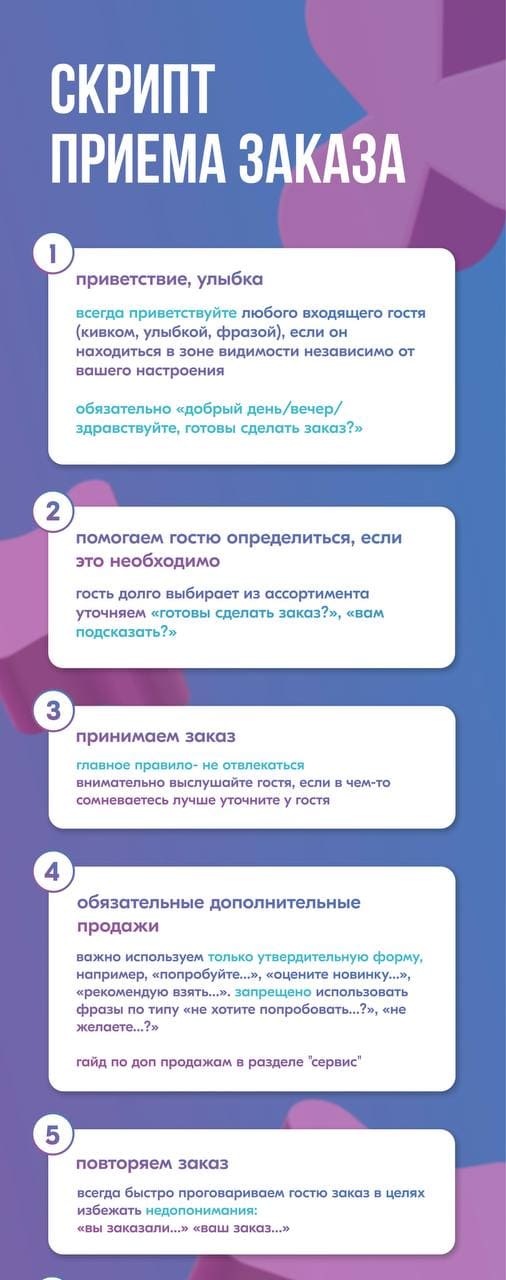 СКРИПТ
ПРИЕМА ЗАКАЗА
1
приветствие, улыбка
всегда приветствуйте любого входящего гостя
(кивком, улыбкой, фразой), если он
находиться в зоне видимости независимо от
вашего настроения
обязательно «добрый день/вечер/
здравствуйте, готовы сделать заказ?»
2
помогаем гостю определиться, если
это необходимо
гость долго выбирает из ассортимента
уточняем «готовы сделать заказ?», «вам
подсказать?»
3
принимаем заказ
главное правило- не отвлекаться
внимательно выслушайте гостя, если в чем-то
сомневаетесь лучше уточните у гостя
4
обязательные дополнительные
продажи
важно используем только утвердительную форму,
например, «попробуйте...», «оцените новинку...»,
«рекомендую взять...». запрещено использовать
фразы по типу «не хотите попробовать...?», «не
желаете...?»
гайд по доп продажам в разделе "сервис"
5
повторяем заказ
всегда быстро проговариваем гостю заказ в целях
избежать недопонимания:
«вы заказали...» «ваш заказ...»